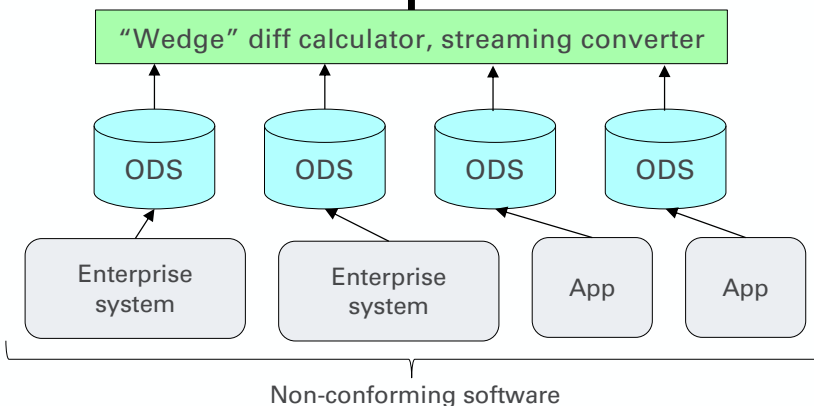 “Wedge” diff calculator, streaming converter
ODS
ODS
ODS
ODS
Enterprise
system
Enterprise
system
App
App
Non-conforming software